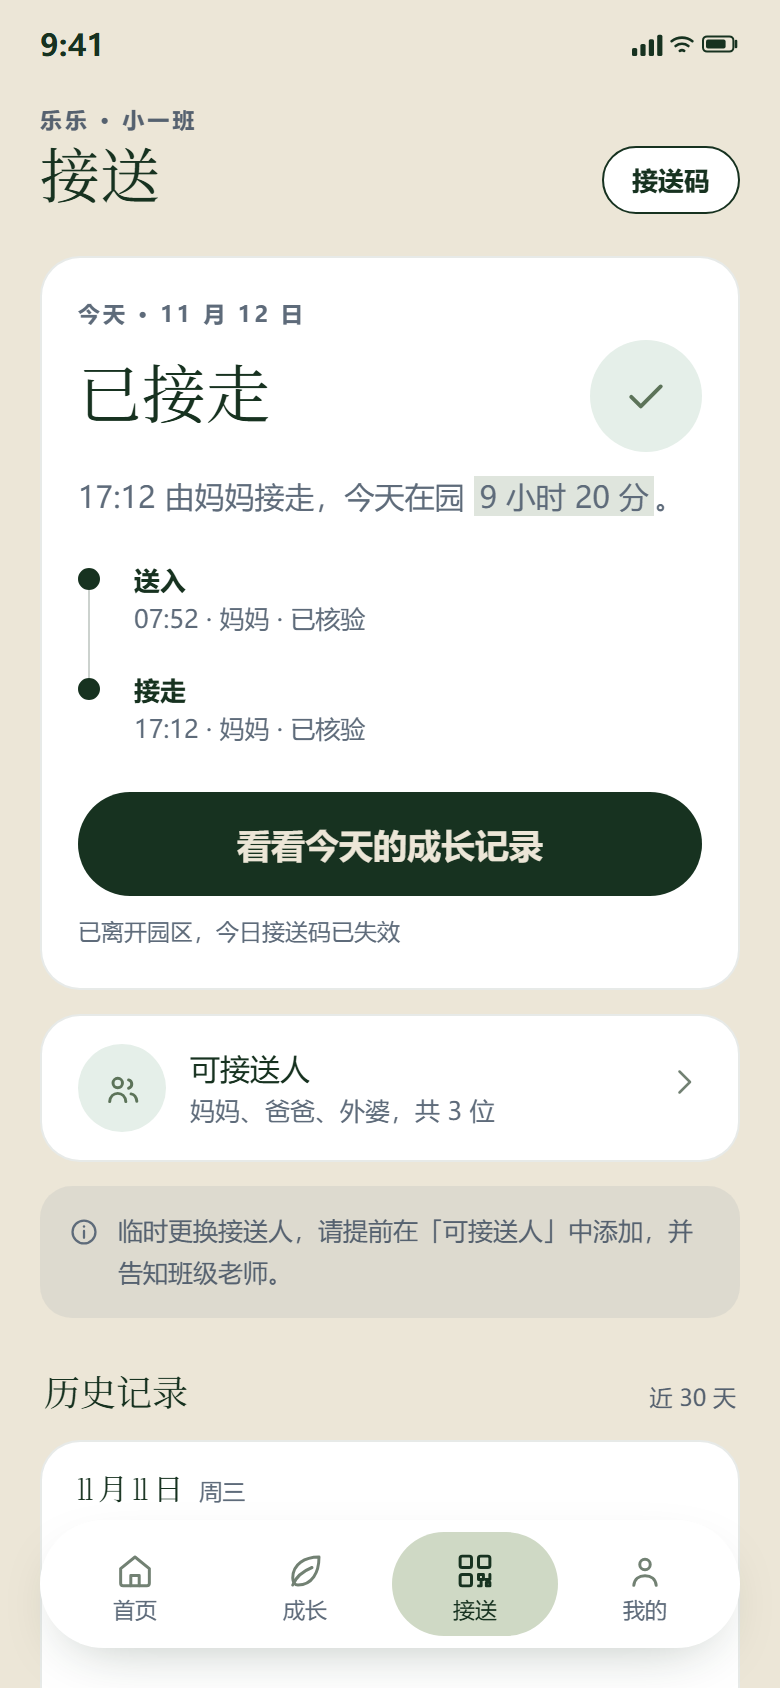 9:41
乐乐 • 小一班
接送
接送码
今天 • 11 月 12 日
已接走
17:12 由妈妈接走，今天在园 9 小时 20 分。
送入
07:52 · 妈妈 · 已核验
接走
17:12 · 妈妈 · 已核验
看看今天的成长记录
已离开园区，今日接送码已失效
可接送人
妈妈、爸爸、外婆，共 3 位
临时更换接送人，请提前在「可接送人」中添加，并
告知班级老师。
历史记录
近 30 天
11月11日 周三
首页
成长
接送
我的